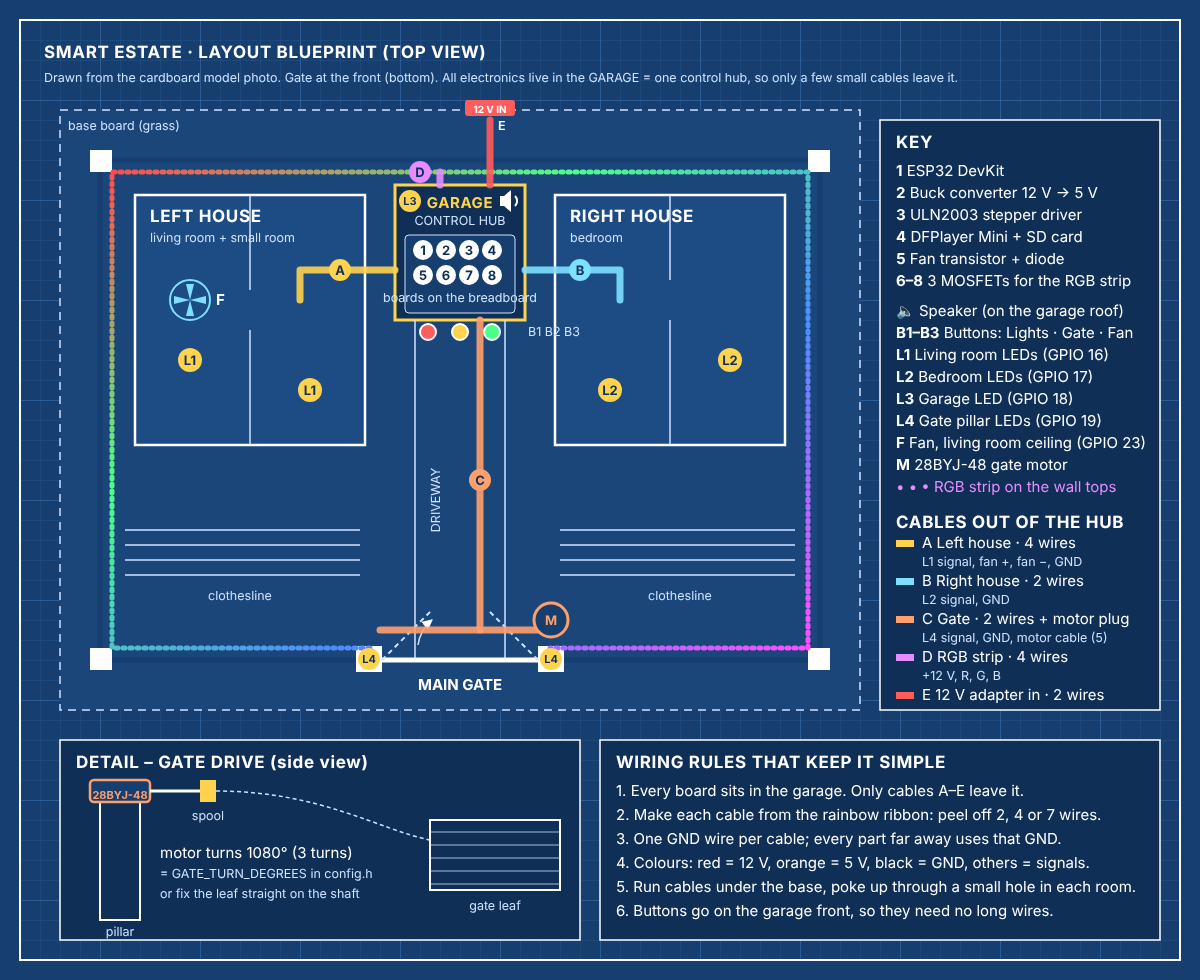 SMART ESTATE · LAYOUT BLUEPRINT (TOP VIEW)
Drawn from the cardboard model photo. Gate at the front (bottom). All electronics live in the GARAGE = one control hub, so only a few small cables leave it.
12 V IN
E
base board (grass)
D
LEFT HOUSE
living room + small room
L3 GARAGE
CONTROL HUB
1 2 3 4
5 6 7 8
boards on the breadboard
RIGHT HOUSE
bedroom
A
B
F
B1 B2 B3
L1
L1
L2
L2
C
DRIVEWAY
clothesline
clothesline
M
L4
L4
MAIN GATE
KEY
1 ESP32 DevKit
2 Buck converter 12 V → 5 V
3 ULN2003 stepper driver
4 DFPlayer Mini + SD card
5 Fan transistor + diode
6–8 3 MOSFETs for the RGB strip
🔈 Speaker (on the garage roof)
B1–B3 Buttons: Lights · Gate · Fan
L1 Living room LEDs (GPIO 16)
L2 Bedroom LEDs (GPIO 17)
L3 Garage LED (GPIO 18)
L4 Gate pillar LEDs (GPIO 19)
F Fan, living room ceiling (GPIO 23)
M 28BYJ-48 gate motor
• • • RGB strip on the wall tops
CABLES OUT OF THE HUB
A Left house · 4 wires
L1 signal, fan +, fan −, GND
B Right house · 2 wires
L2 signal, GND
C Gate · 2 wires + motor plug
L4 signal, GND, motor cable (5)
D RGB strip · 4 wires
+12 V, R, G, B
E 12 V adapter in · 2 wires
DETAIL – GATE DRIVE (side view)
28BYJ-48
spool
motor turns 1080° (3 turns)
= GATE_TURN_DEGREES in config.h
or fix the leaf straight on the shaft
gate leaf
pillar
WIRING RULES THAT KEEP IT SIMPLE
1. Every board sits in the garage. Only cables A–E leave it.
2. Make each cable from the rainbow ribbon: peel off 2, 4 or 7 wires.
3. One GND wire per cable; every part far away uses that GND.
4. Colours: red = 12 V, orange = 5 V, black = GND, others = signals.
5. Run cables under the base, poke up through a small hole in each room.
6. Buttons go on the garage front, so they need no long wires.